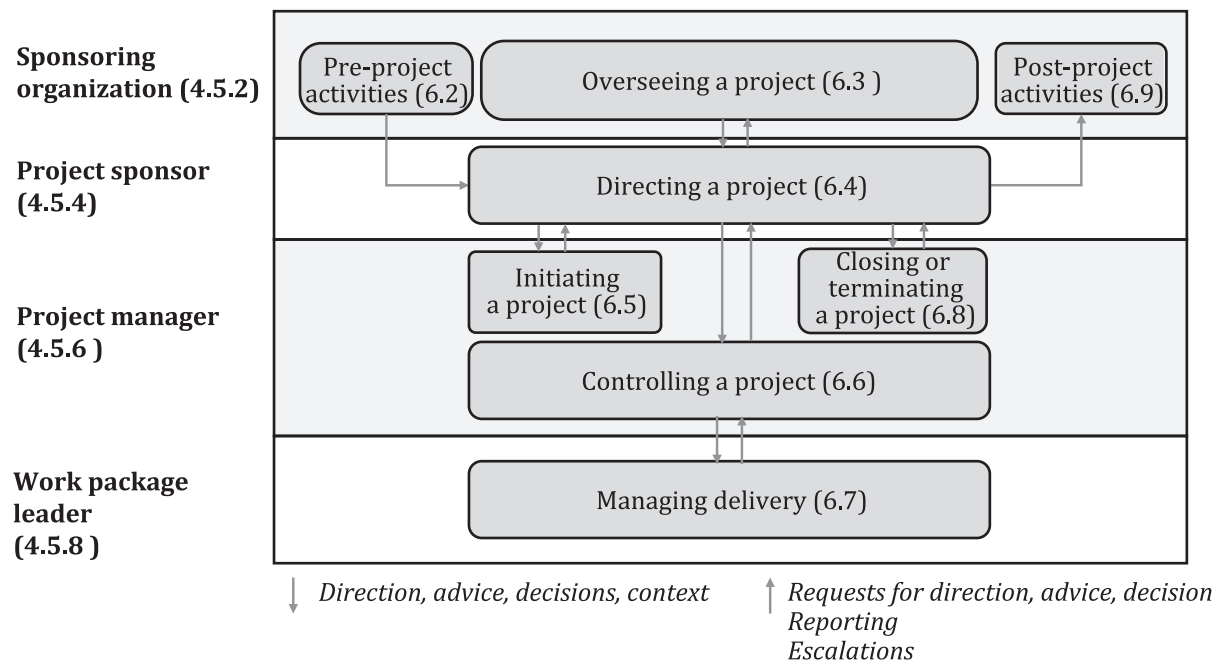 Sponsoring
organization (4.5.2)
Pre-project
activities (6.2)
Overseeing a project (6.3 )
Post-project
activities (6.9)
Project sponsor
(4.5.4)
Directing a project (6.4)
Project manager
(4.5.6 )
Initiating
a project (6.5)
Closing or
terminating
a project (6.8)
Controlling a project (6.6)
Work package
leader
(4.5.8 )
Managing delivery (6.7)
Direction, advice, decisions, context
Requests for direction, advice, decision
Reporting
Escalations